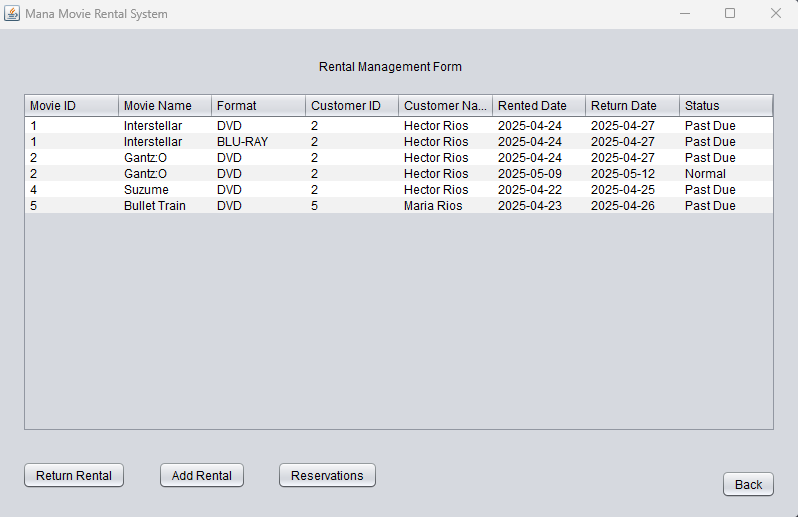 Mana Movie Rental System
Rental Management Form
Movie ID Movie Name Format Customer ID Customer Na... Rented Date Return Date Status
1 Interstellar DVD 2 Hector Rios 2025-04-24 2025-04-27 Past Due
1 Interstellar BLU-RAY 2 Hector Rios 2025-04-24 2025-04-27 Past Due
2 Gantz:O DVD 2 Hector Rios 2025-04-24 2025-04-27 Past Due
2 Gantz:O DVD 2 Hector Rios 2025-05-09 2025-05-12 Normal
4 Suzume DVD 2 Hector Rios 2025-04-22 2025-04-25 Past Due
5 Bullet Train DVD 5 Maria Rios 2025-04-23 2025-04-26 Past Due
Return Rental Add Rental Reservations Back